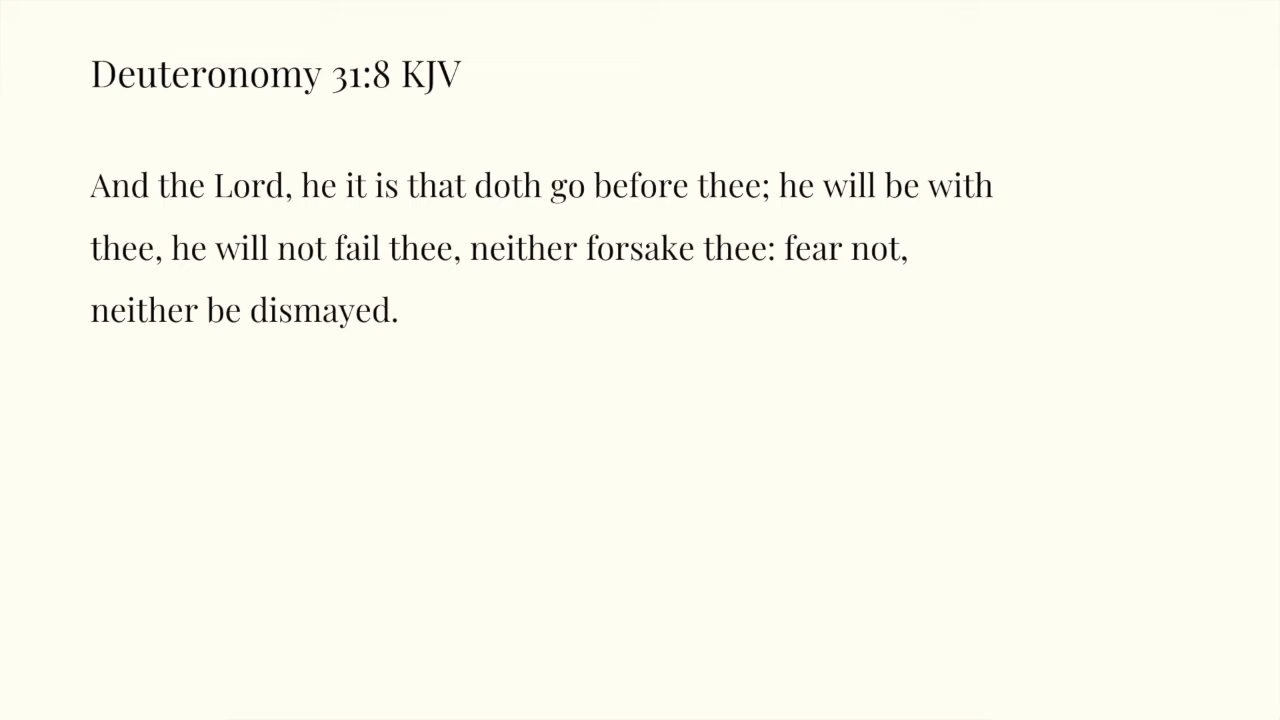 Deuteronomy 31:8 KJV
And the Lord, he it is that doth go before thee; he will be with
thee, he will not fail thee, neither forsake thee: fear not,
neither be dismayed.